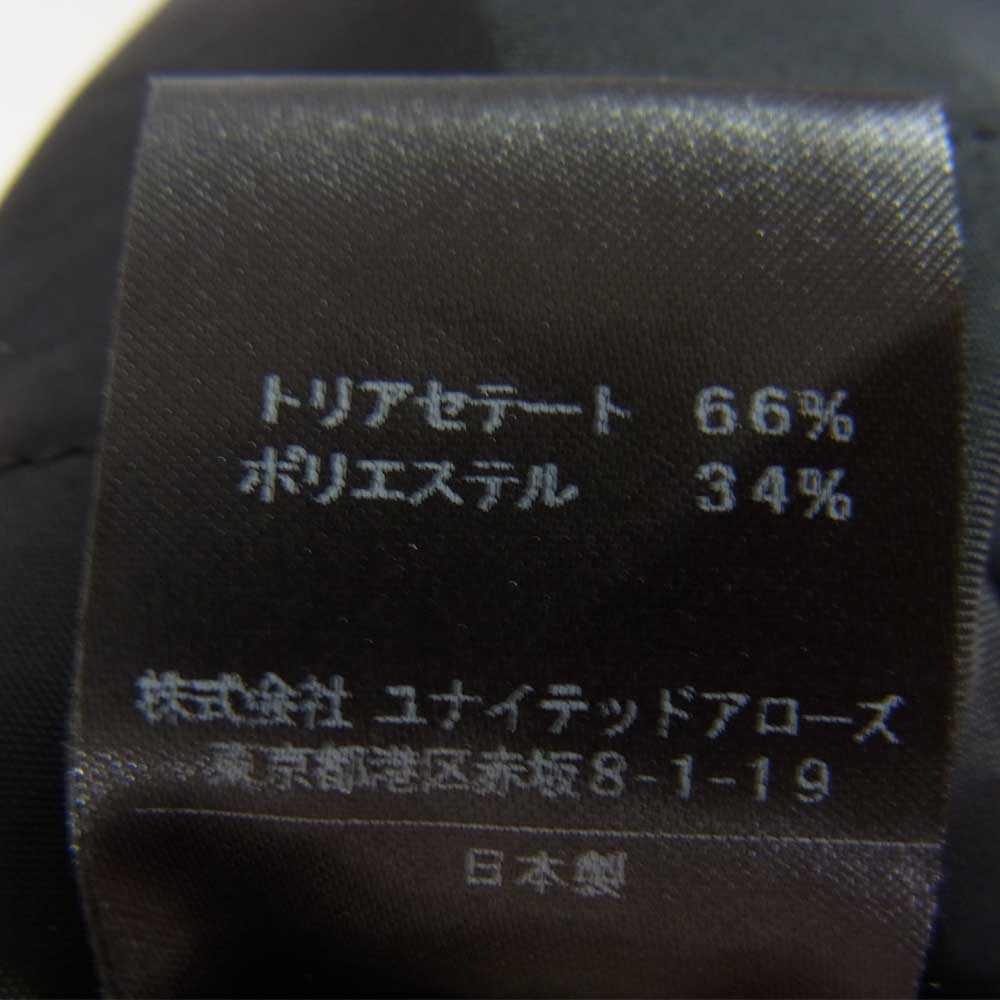 トリアセテート 66%
ポリエステル 34%
株式会社 ユナイテッドアローズ
東京都港区赤坂8-1-19
日本製